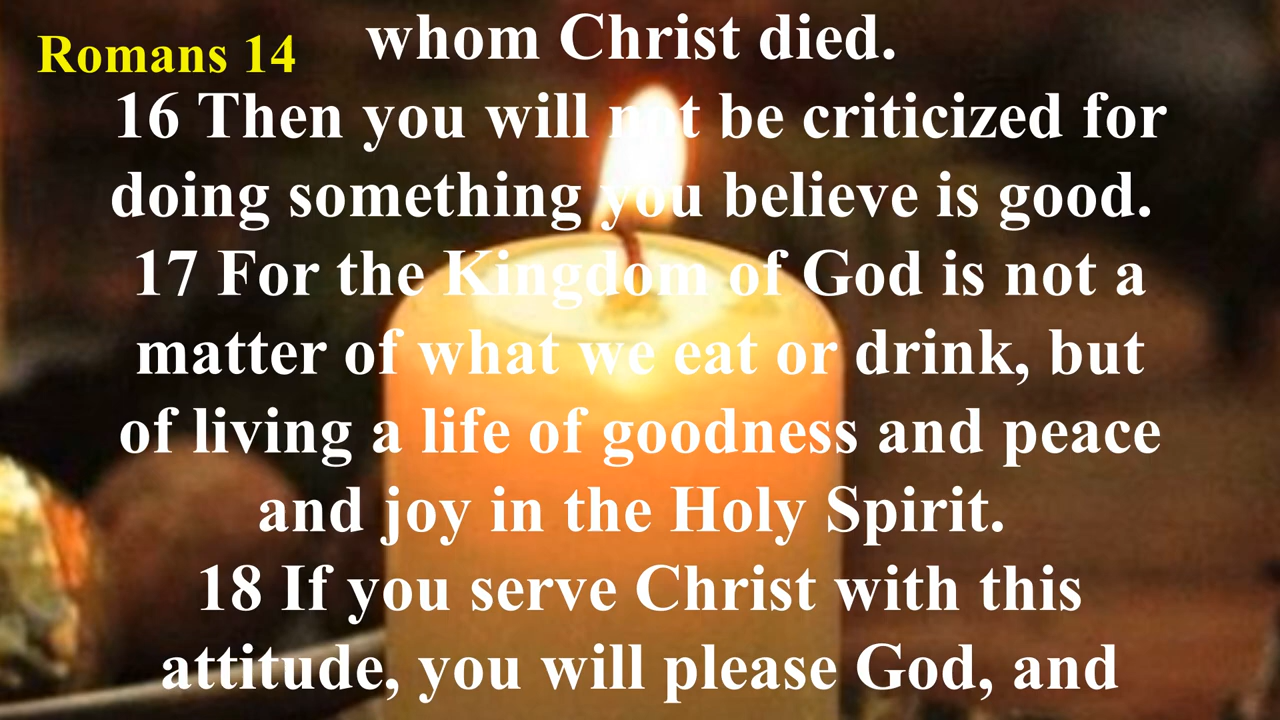 Romans 14
whom Christ died.
16 Then you will not be criticized for
doing something you believe is good.
17 For the Kingdom of God is not a
matter of what we eat or drink, but
of living a life of goodness and peace
and joy in the Holy Spirit.
18 If you serve Christ with this
attitude, you will please God, and